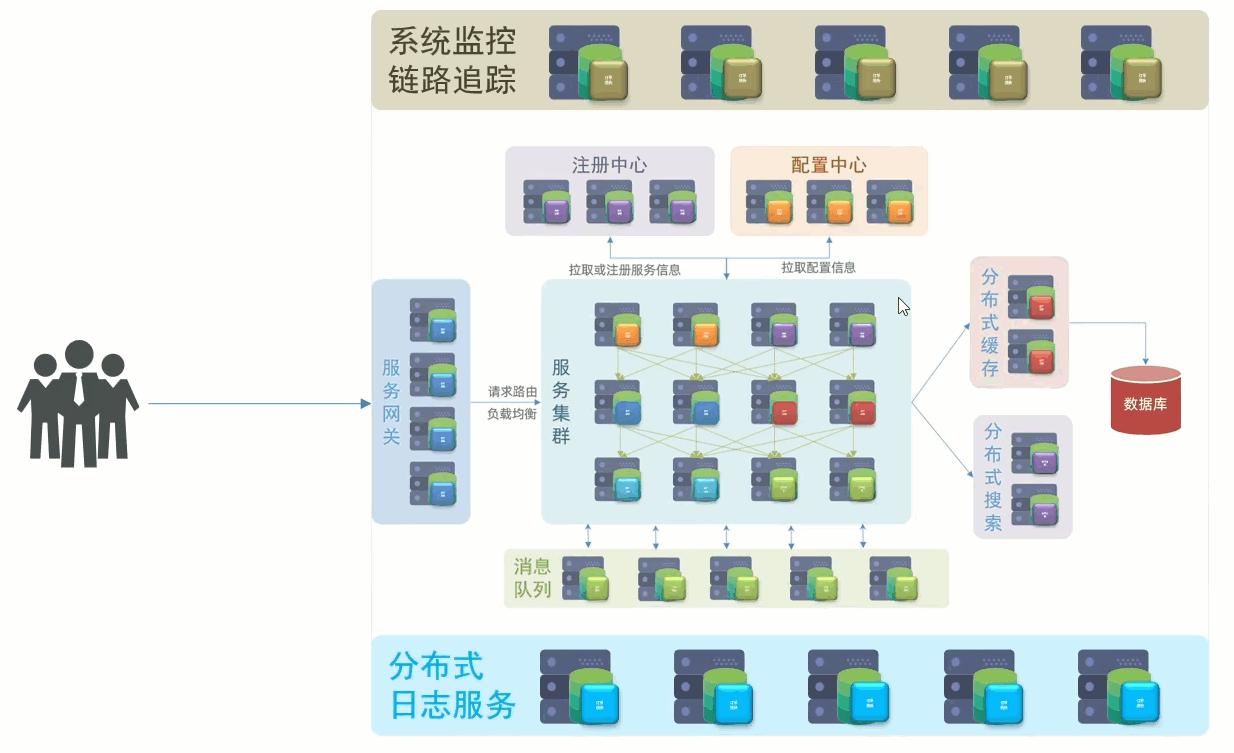 系统监控
链路追踪
注册中心
配置中心
拉取或注册服务信息
拉取配置信息
服务网关
请求路由
负载均衡
服务集群
分布式缓存
数据库
分布式搜索
消息
队列
分布式
日志服务